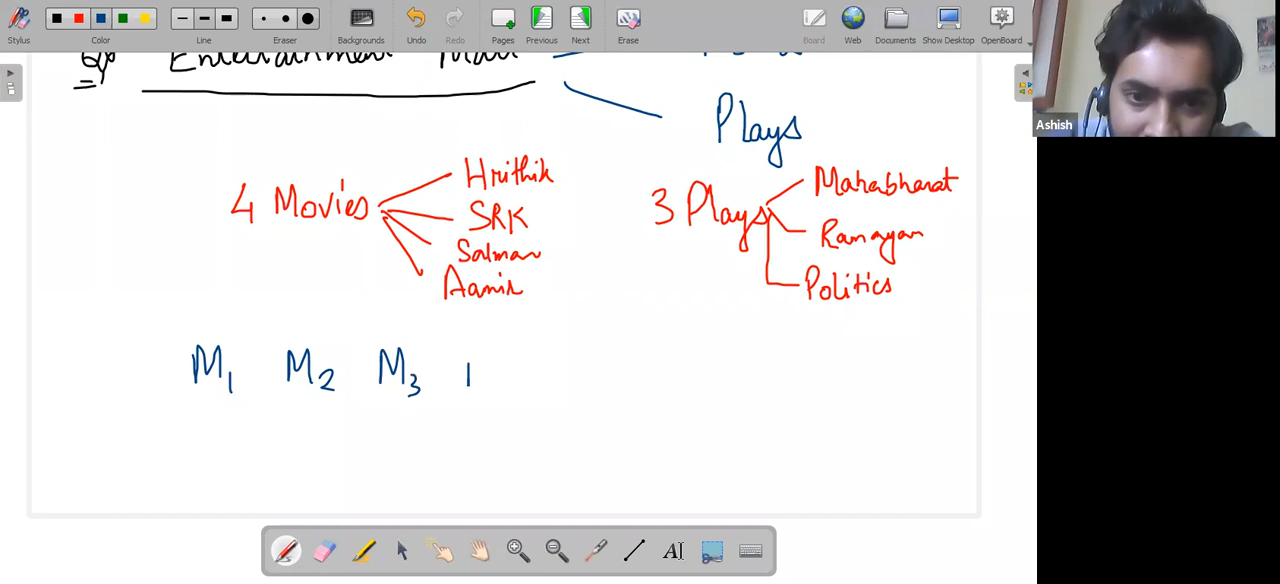 Color
Line
Eraser
Stylus
Backgrounds
Undo
Redo
Pages
Previous
Next
Erase
Board
Web
Documents
Show Desktop
OpenBoard
Entertainment
Plays
Ashish
4 Movies
Hrithik
SRK
Salman
Aamir
3 Plays
Mahabharat
Ramayan
Politics
M1 M2 M3